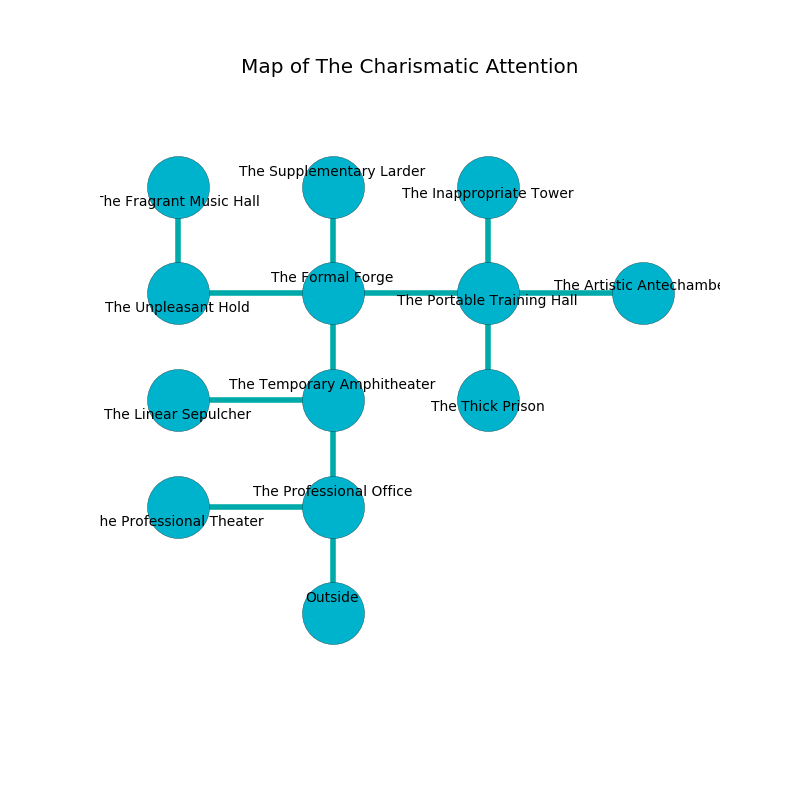 Map of The Charismatic Attention
The Supplementary Larder
The Inappropriate Tower
he Fragrant Music Hall
The Formal Forge
The Artistic Antechambe
The Portable Training Hall
The Unpleasant Hold
The Temporary Amphitheater
The Thick Prison
The Linear Sepulcher
The Professional Office
he Professional Theater
Outside